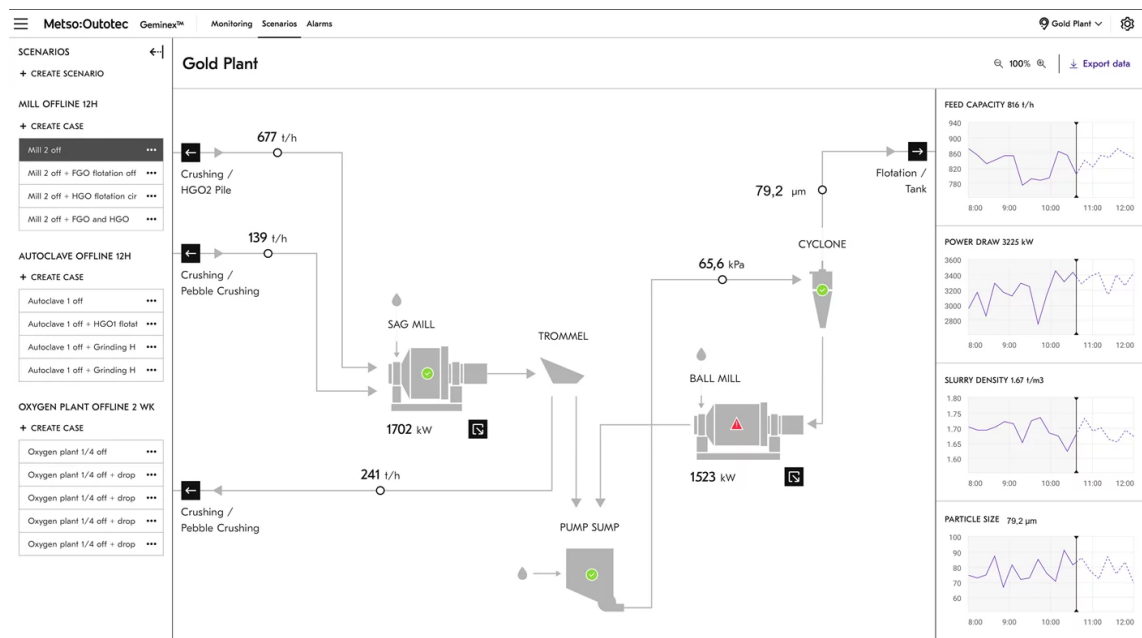 Metso:Outotec Geminex™ Monitoring Scenarios Alarms Gold Plant
SCENARIOS
+ CREATE SCENARIO
MILL OFFLINE 12H
+ CREATE CASE
Mill 2 off
Mill 2 off + FGO flotation off
Mill 2 off + HGO flotation cir
Mill 2 off + FGO and HGO
AUTOCLAVE OFFLINE 12H
+ CREATE CASE
Autoclave 1 off
Autoclave 1 off + HGO1 flotat
Autoclave 1 off + Grinding H
Autoclave 1 off + Grinding H
OXYGEN PLANT OFFLINE 2 WK
+ CREATE CASE
Oxygen plant 1/4 off
Oxygen plant 1/4 off + drop
Oxygen plant 1/4 off + drop
Oxygen plant 1/4 off + drop
Oxygen plant 1/4 off + drop
Gold Plant
100%
Export data
677 t/h
Crushing /
HGO2 Pile
139 t/h
Crushing /
Pebble Crushing
SAG MILL
1702 kW
TROMMEL
241 t/h
Crushing /
Pebble Crushing
PUMP SUMP
65,6 kPa
CYCLONE
79,2 µm
Flotation /
Tank
BALL MILL
1523 kW
FEED CAPACITY 816 t/h
940
900
860
820
780
8:00 9:00 10:00 11:00 12:00
POWER DRAW 3225 kW
3600
3400
3200
3000
2800
8:00 9:00 10:00 11:00 12:00
SLURRY DENSITY 1.67 t/m3
1.80
1.75
1.70
1.65
1.60
8:00 9:00 10:00 11:00 12:00
PARTICLE SIZE 79,2 µm
100
90
80
70
60
8:00 9:00 10:00 11:00 12:00